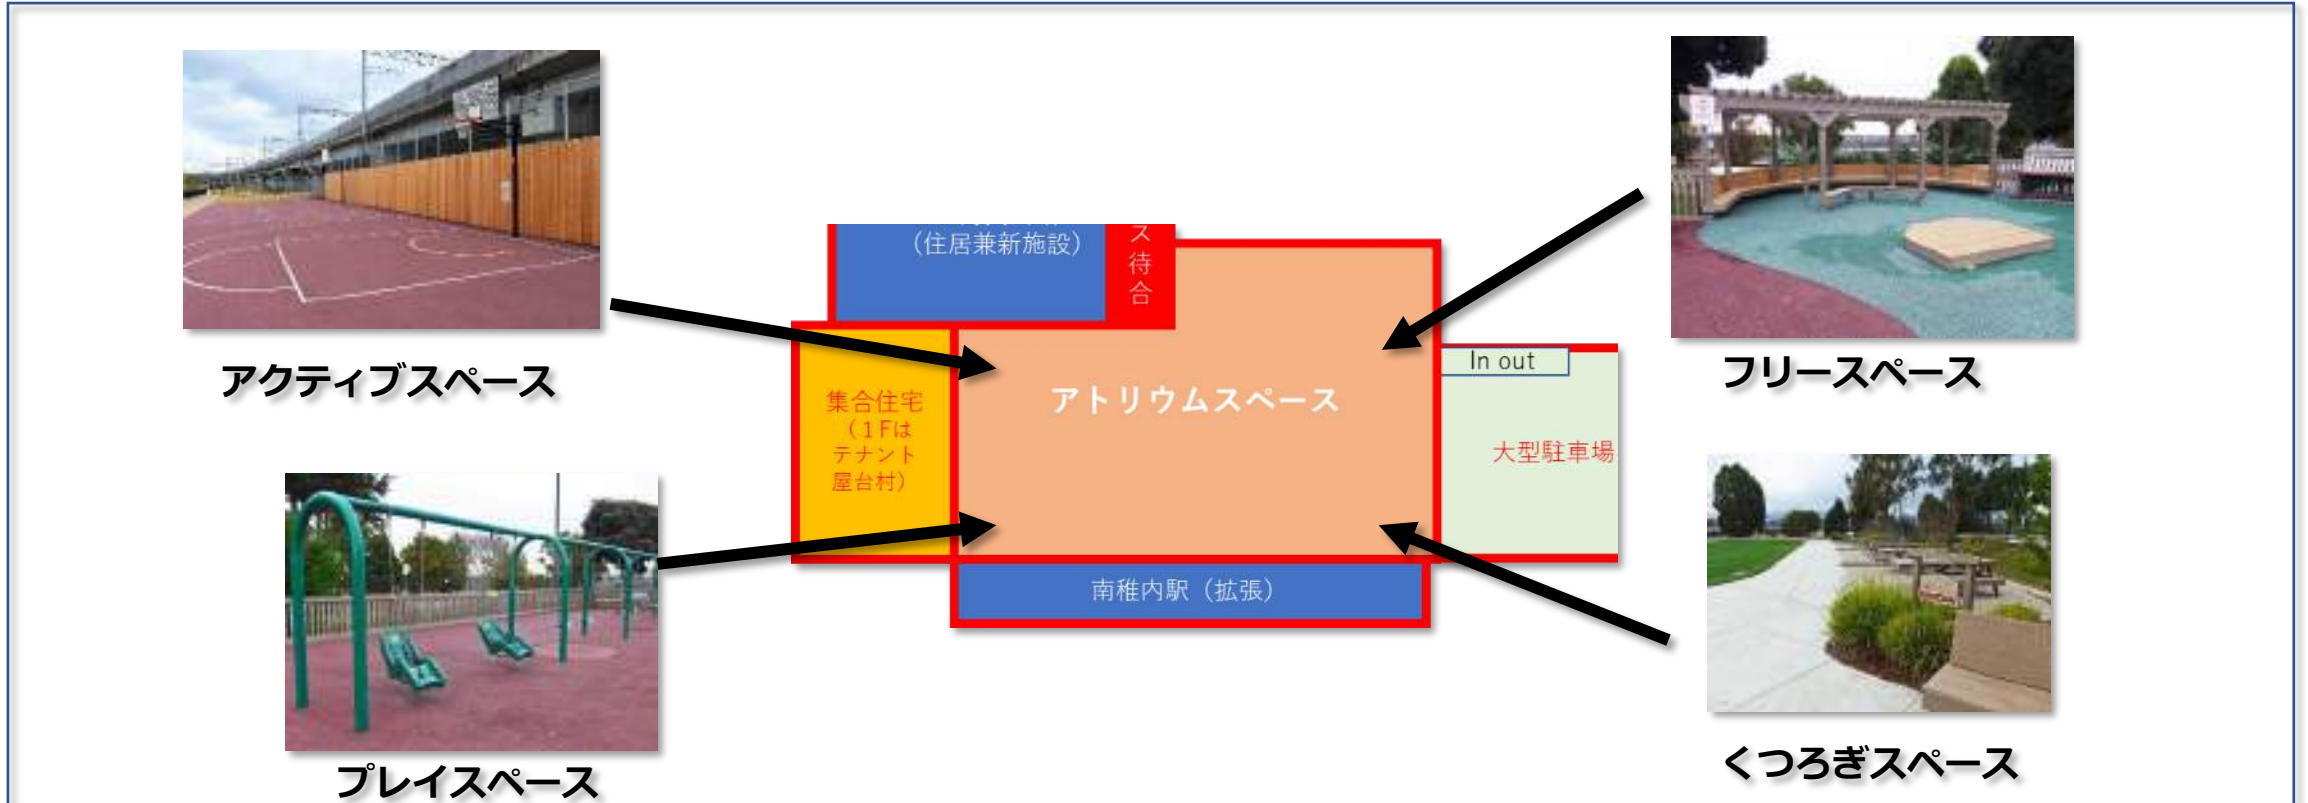 （住居兼新施設）
ス待合
In out
アクティブスペース
フリースペース
アトリウムスペース
集合住宅
（１Fは
テナント
屋台村）
大型駐車場
南稚内駅（拡張）
くつろぎスペース
プレイスペース